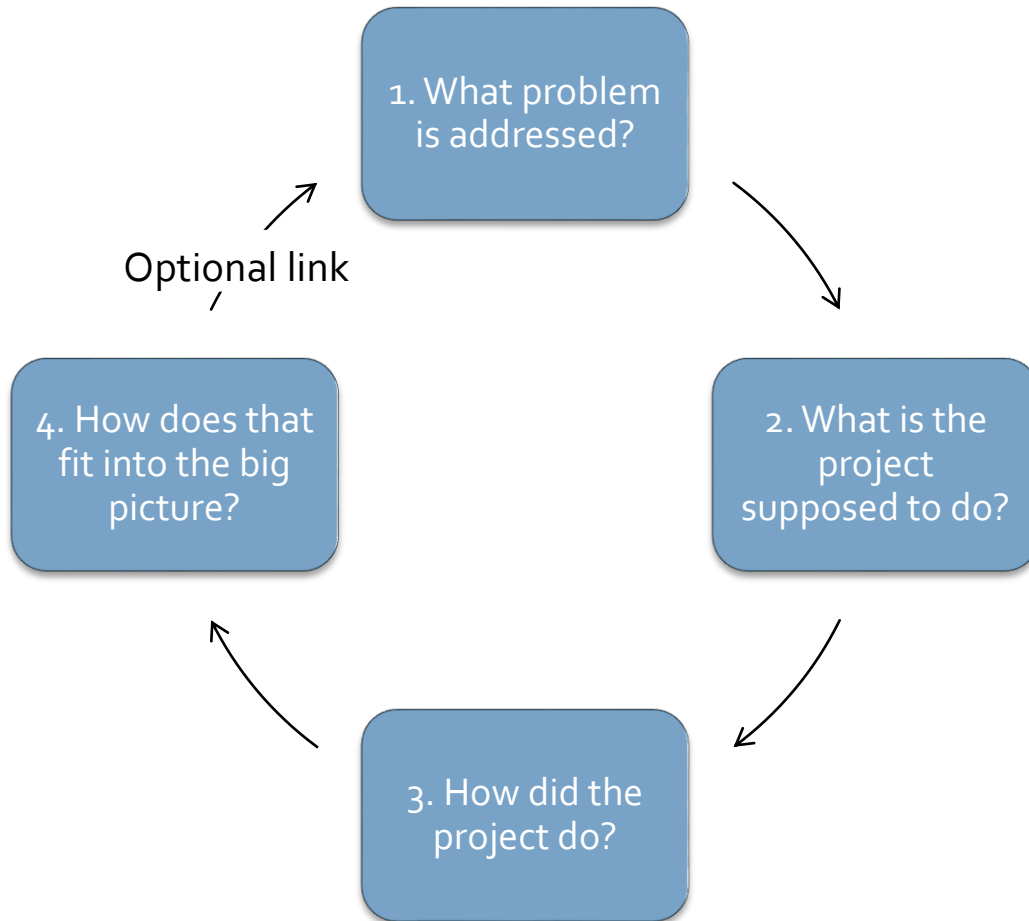 1. What problem
is addressed?
Optional link
4. How does that
fit into the big
picture?
2. What is the
project
supposed to do?
3. How did the
project do?